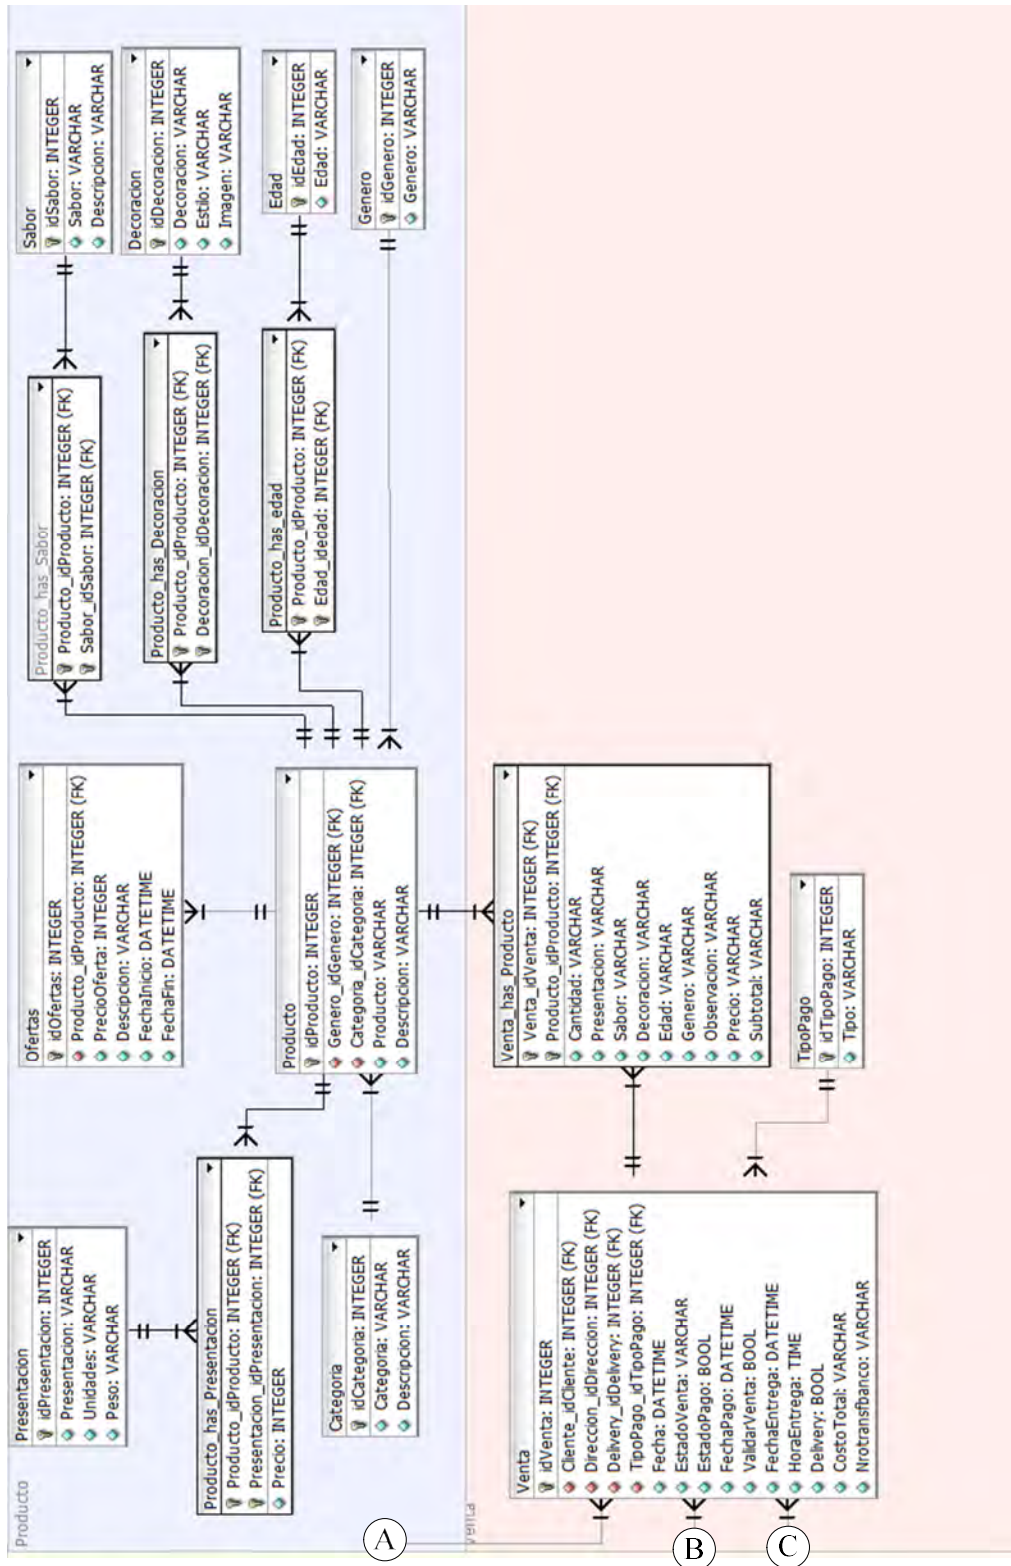 Producto
Presentacion
idPresentacion: INTEGER
Presentacion: VARCHAR
Unidades: VARCHAR
Peso: VARCHAR
Ofertas
idOfertas: INTEGER
Producto_idProducto: INTEGER (FK)
PrecioOferta: INTEGER
Descipcion: VARCHAR
FechaInicio: DATETIME
FechaFin: DATETIME
Producto_has_Sabor
Producto_idProducto: INTEGER (FK)
Sabor_idSabor: INTEGER (FK)
Sabor
idSabor: INTEGER
Sabor: VARCHAR
Descripcion: VARCHAR
Producto_has_Decoracion
Producto_idProducto: INTEGER (FK)
Decoracion_idDecoracion: INTEGER (FK)
Decoracion
idDecoracion: INTEGER
Decoracion: VARCHAR
Estilo: VARCHAR
Imagen: VARCHAR
Producto_has_Presentacion
Producto_idProducto: INTEGER (FK)
Presentacion_idPresentacion: INTEGER (FK)
Precio: INTEGER
Producto
idProducto: INTEGER
Genero_idGenero: INTEGER (FK)
Categoria_idCategoria: INTEGER (FK)
Producto: VARCHAR
Descripcion: VARCHAR
Producto_has_edad
Producto_idProducto: INTEGER (FK)
Edad_idedad: INTEGER (FK)
Edad
idEdad: INTEGER
Edad: VARCHAR
Categoria
idCategoria: INTEGER
Categoria: VARCHAR
Descripcion: VARCHAR
Genero
idGenero: INTEGER
Genero: VARCHAR
A
Venta
Venta
idVenta: INTEGER
Cliente_idCliente: INTEGER (FK)
Direccion_idDireccion: INTEGER (FK)
Delivery_idDelivery: INTEGER (FK)
TipoPago_idTipoPago: INTEGER (FK)
Fecha: DATETIME
EstadoVenta: VARCHAR
EstadoPago: BOOL
FechaPago: DATETIME
ValidarVenta: BOOL
FechaEntrega: DATETIME
HoraEntrega: TIME
Delivery: BOOL
CostoTotal: VARCHAR
Nrotransfbanco: VARCHAR
Venta_has_Producto
Venta_idVenta: INTEGER (FK)
Producto_idProducto: INTEGER (FK)
Cantidad: VARCHAR
Presentacion: VARCHAR
Sabor: VARCHAR
Decoracion: VARCHAR
Edad: VARCHAR
Genero: VARCHAR
Observacion: VARCHAR
Precio: VARCHAR
Subtotal: VARCHAR
B
C
TipoPago
idTipoPago: INTEGER
Tipo: VARCHAR